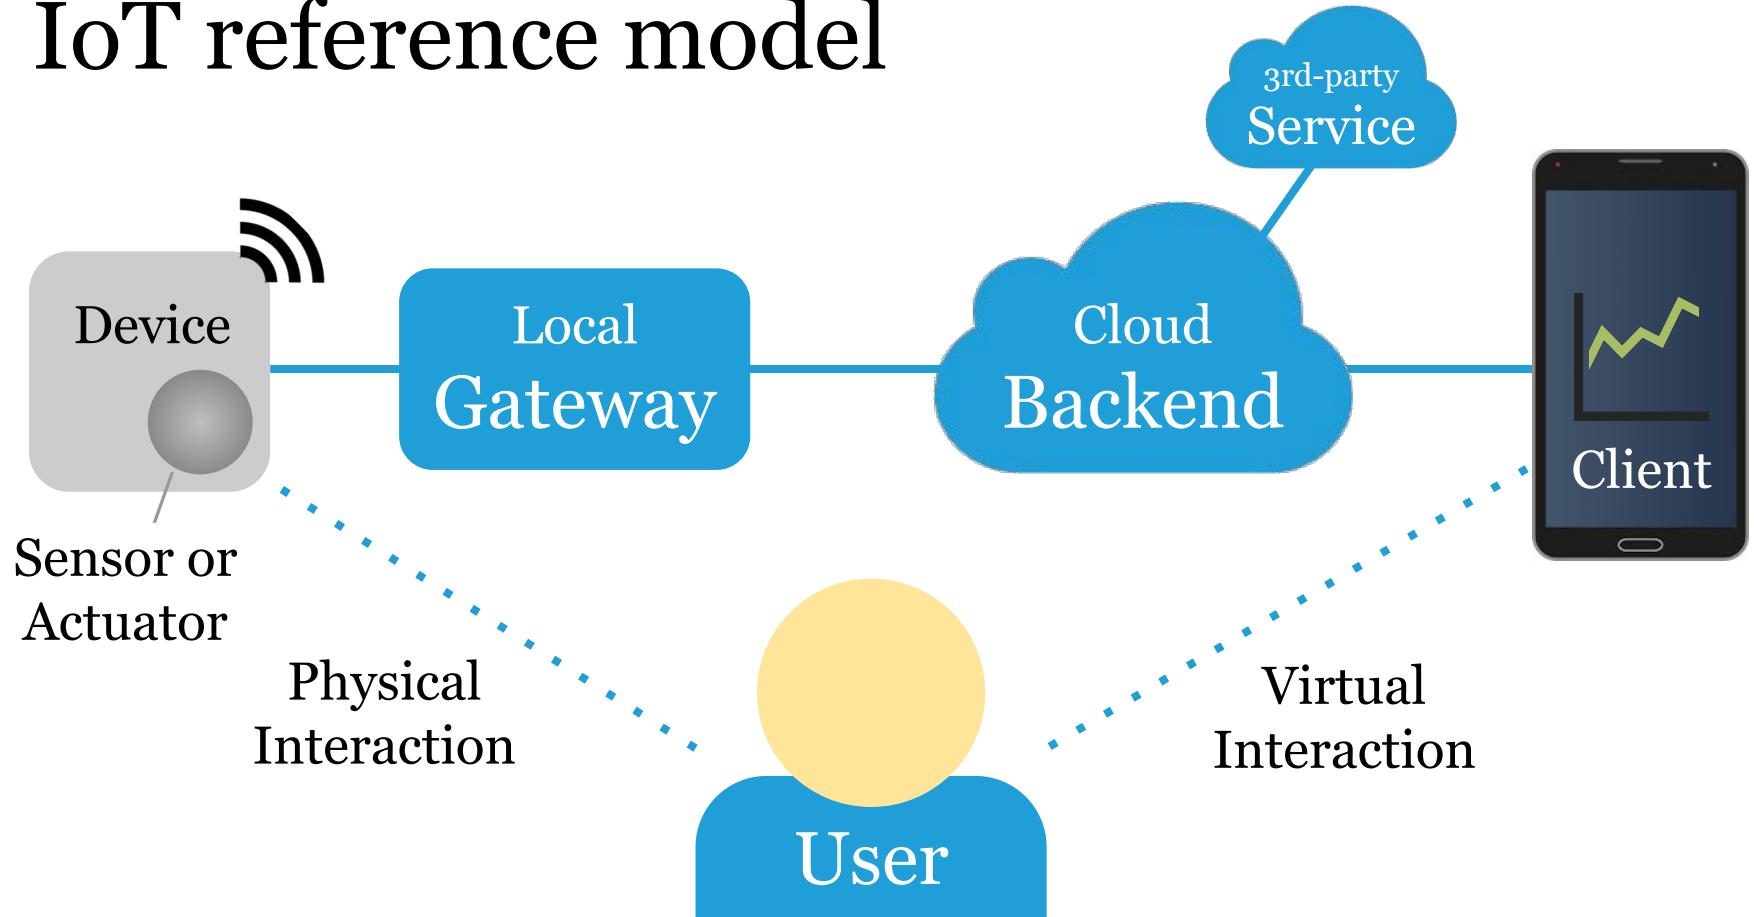 IoT reference model
3rd-party
Service
Device
Local
Gateway
Cloud
Backend
Client
Sensor or
Actuator
Physical
Interaction
Virtual
Interaction
User